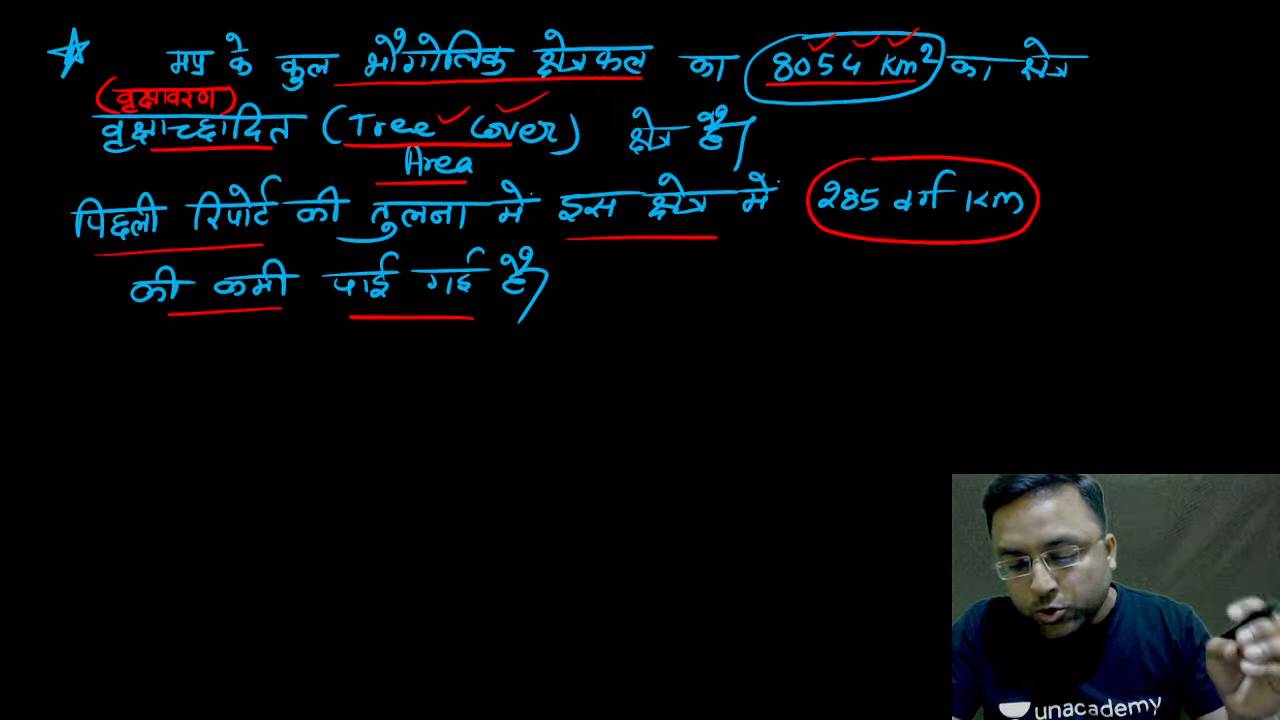 मप्र के कुल भौगोलिक क्षेत्रफल का 8054 Km² का क्षेत्र
(वृक्षावरण)
वृक्षाच्छादित (Tree Cover) क्षेत्र है|
Area
पिछली रिपोर्ट की तुलना में इस क्षेत्र में 285 वर्ग Km
की कमी पाई गई है|
unacademy